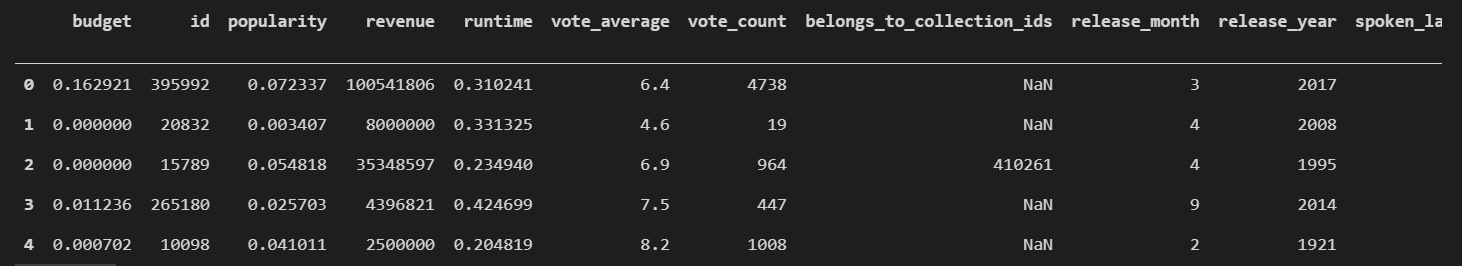 budget id popularity revenue runtime vote_average vote_count belongs_to_collection_ids release_month release_year spoken_la
0 0.162921 395992 0.072337 100541806 0.310241 6.4 4738 NaN 3 2017
1 0.000000 20832 0.003407 8000000 0.331325 4.6 19 NaN 4 2008
2 0.000000 15789 0.054818 35348597 0.234940 6.9 964 410261 4 1995
3 0.011236 265180 0.025703 4396821 0.424699 7.5 447 NaN 9 2014
4 0.000702 10098 0.041011 2500000 0.204819 8.2 1008 NaN 2 1921